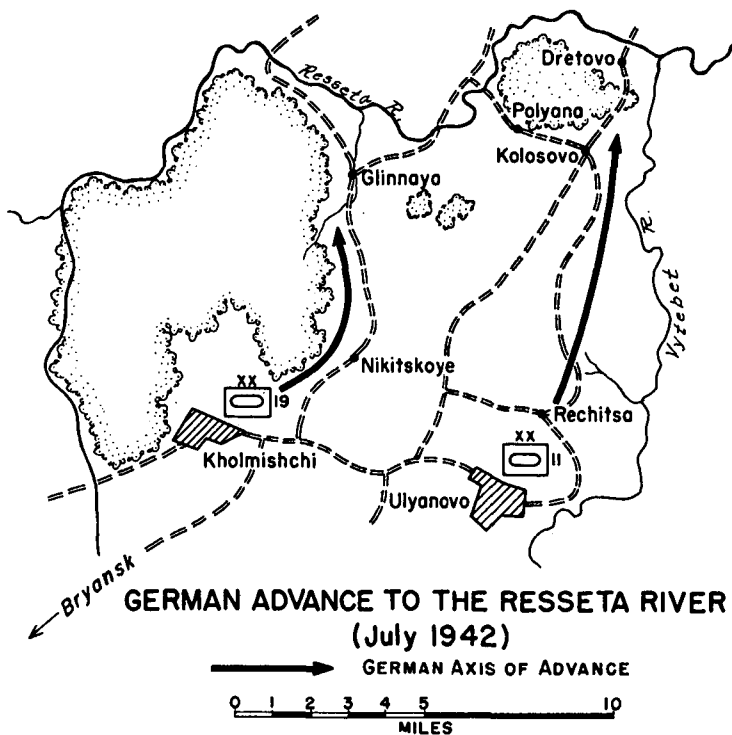 Resseta R.
Dretovo
Polyana
Kolosovo
Glinnaya
Vytebet R.
Nikitskoye
XX
19
Rechitsa
XX
11
Kholmishchi
Ulyanovo
Bryansk
GERMAN ADVANCE TO THE RESSETA RIVER
(July 1942)
GERMAN AXIS OF ADVANCE
0 1 2 3 4 5 10
MILES